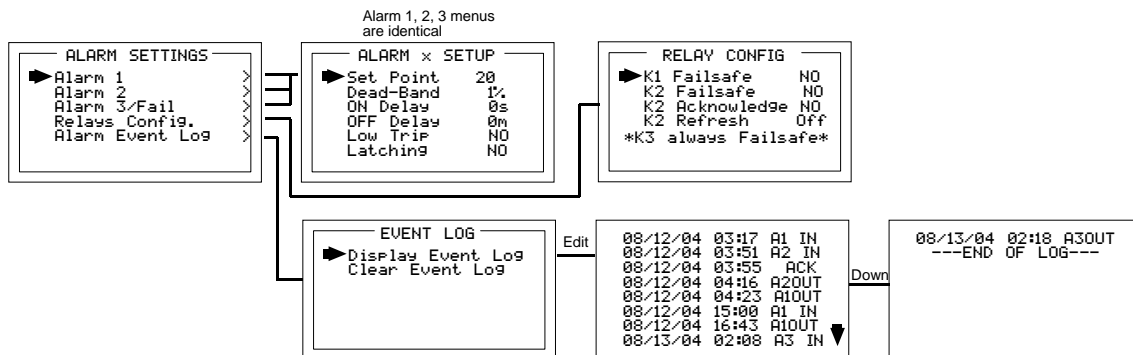 Alarm 1, 2, 3 menus
are identical
ALARM SETTINGS
Alarm 1 >
Alarm 2 >
Alarm 3/Fail >
Relays Config. >
Alarm Event Log >
ALARM x SETUP
Set Point 20
Dead-Band 1%
ON Delay 0s
OFF Delay 0m
Low Trip NO
Latching NO
RELAY CONFIG
K1 Failsafe NO
K2 Failsafe NO
K2 Acknowledge NO
K2 Refresh Off
*K3 always Failsafe*
EVENT LOG
Display Event Log
Clear Event Log
Edit
08/12/04 03:17 A1 IN
08/12/04 03:51 A2 IN
08/12/04 03:55 ACK
08/12/04 04:16 A2OUT
08/12/04 04:23 A1OUT
08/12/04 15:00 A1 IN
08/12/04 16:43 A1OUT
08/13/04 02:08 A3 IN
Down
08/13/04 02:18 A3OUT
---END OF LOG---